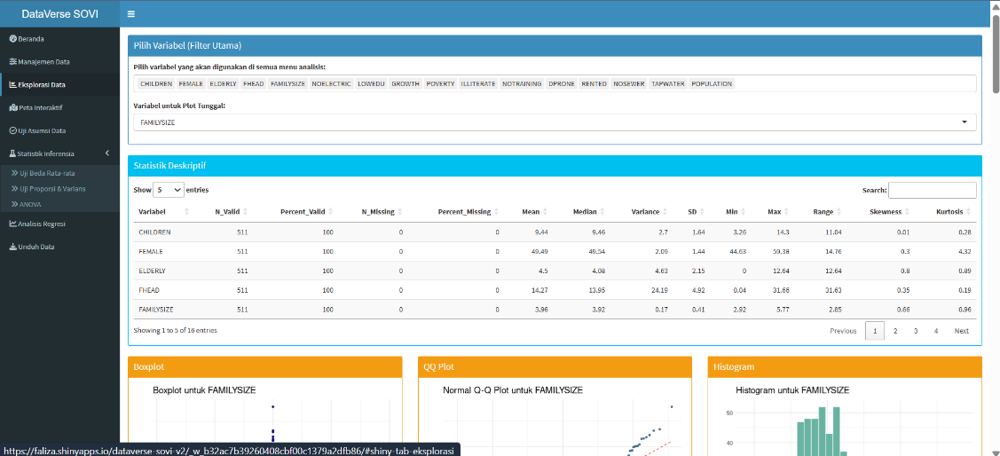 DataVerse SOVI
Beranda
Manajemen Data
Eksplorasi Data
Peta Interaktif
Uji Asumsi Data
Statistik Inferensia
Uji Beda Rata-rata
Uji Proporsi & Varians
ANOVA
Analisis Regresi
Unduh Data
Pilih Variabel (Filter Utama)
Pilih variabel yang akan digunakan di semua menu analisis:
CHILDREN FEMALE ELDERLY FHEAD FAMILYSIZE NOELECTRIC LOWEDU GROWTH POVERTY ILLITERATE NOTRAINING DPRONE RENTED NOSEWER TAPWATER POPULATION
Variabel untuk Plot Tunggal:
FAMILYSIZE
Statistik Deskriptif
Show 5 entries Search:
Variabel N_Valid Percent_Valid N_Missing Percent_Missing Mean Median Variance SD Min Max Range Skewness Kurtosis
CHILDREN 511 100 0 0 9.44 9.46 2.7 1.64 3.26 14.3 11.04 0.01 0.28
FEMALE 511 100 0 0 49.49 49.54 2.09 1.44 44.63 59.38 14.76 0.3 4.32
ELDERLY 511 100 0 0 4.5 4.08 4.63 2.15 0 12.64 12.64 0.8 0.89
FHEAD 511 100 0 0 14.27 13.95 24.19 4.92 0.04 31.66 31.63 0.35 0.19
FAMILYSIZE 511 100 0 0 3.96 3.92 0.17 0.41 2.92 5.77 2.85 0.66 0.96
Showing 1 to 5 of 16 entries Previous 1 2 3 4 Next
Boxplot QQ Plot Histogram
Boxplot untuk FAMILYSIZE Normal Q-Q Plot untuk FAMILYSIZE Histogram untuk FAMILYSIZE
50
40
https://faliza.shinyapps.io/dataverse-sovi-v2/_w_b32ac7b39260408cbf00c1379a2dfb86/#shiny-tab-eksplorasi